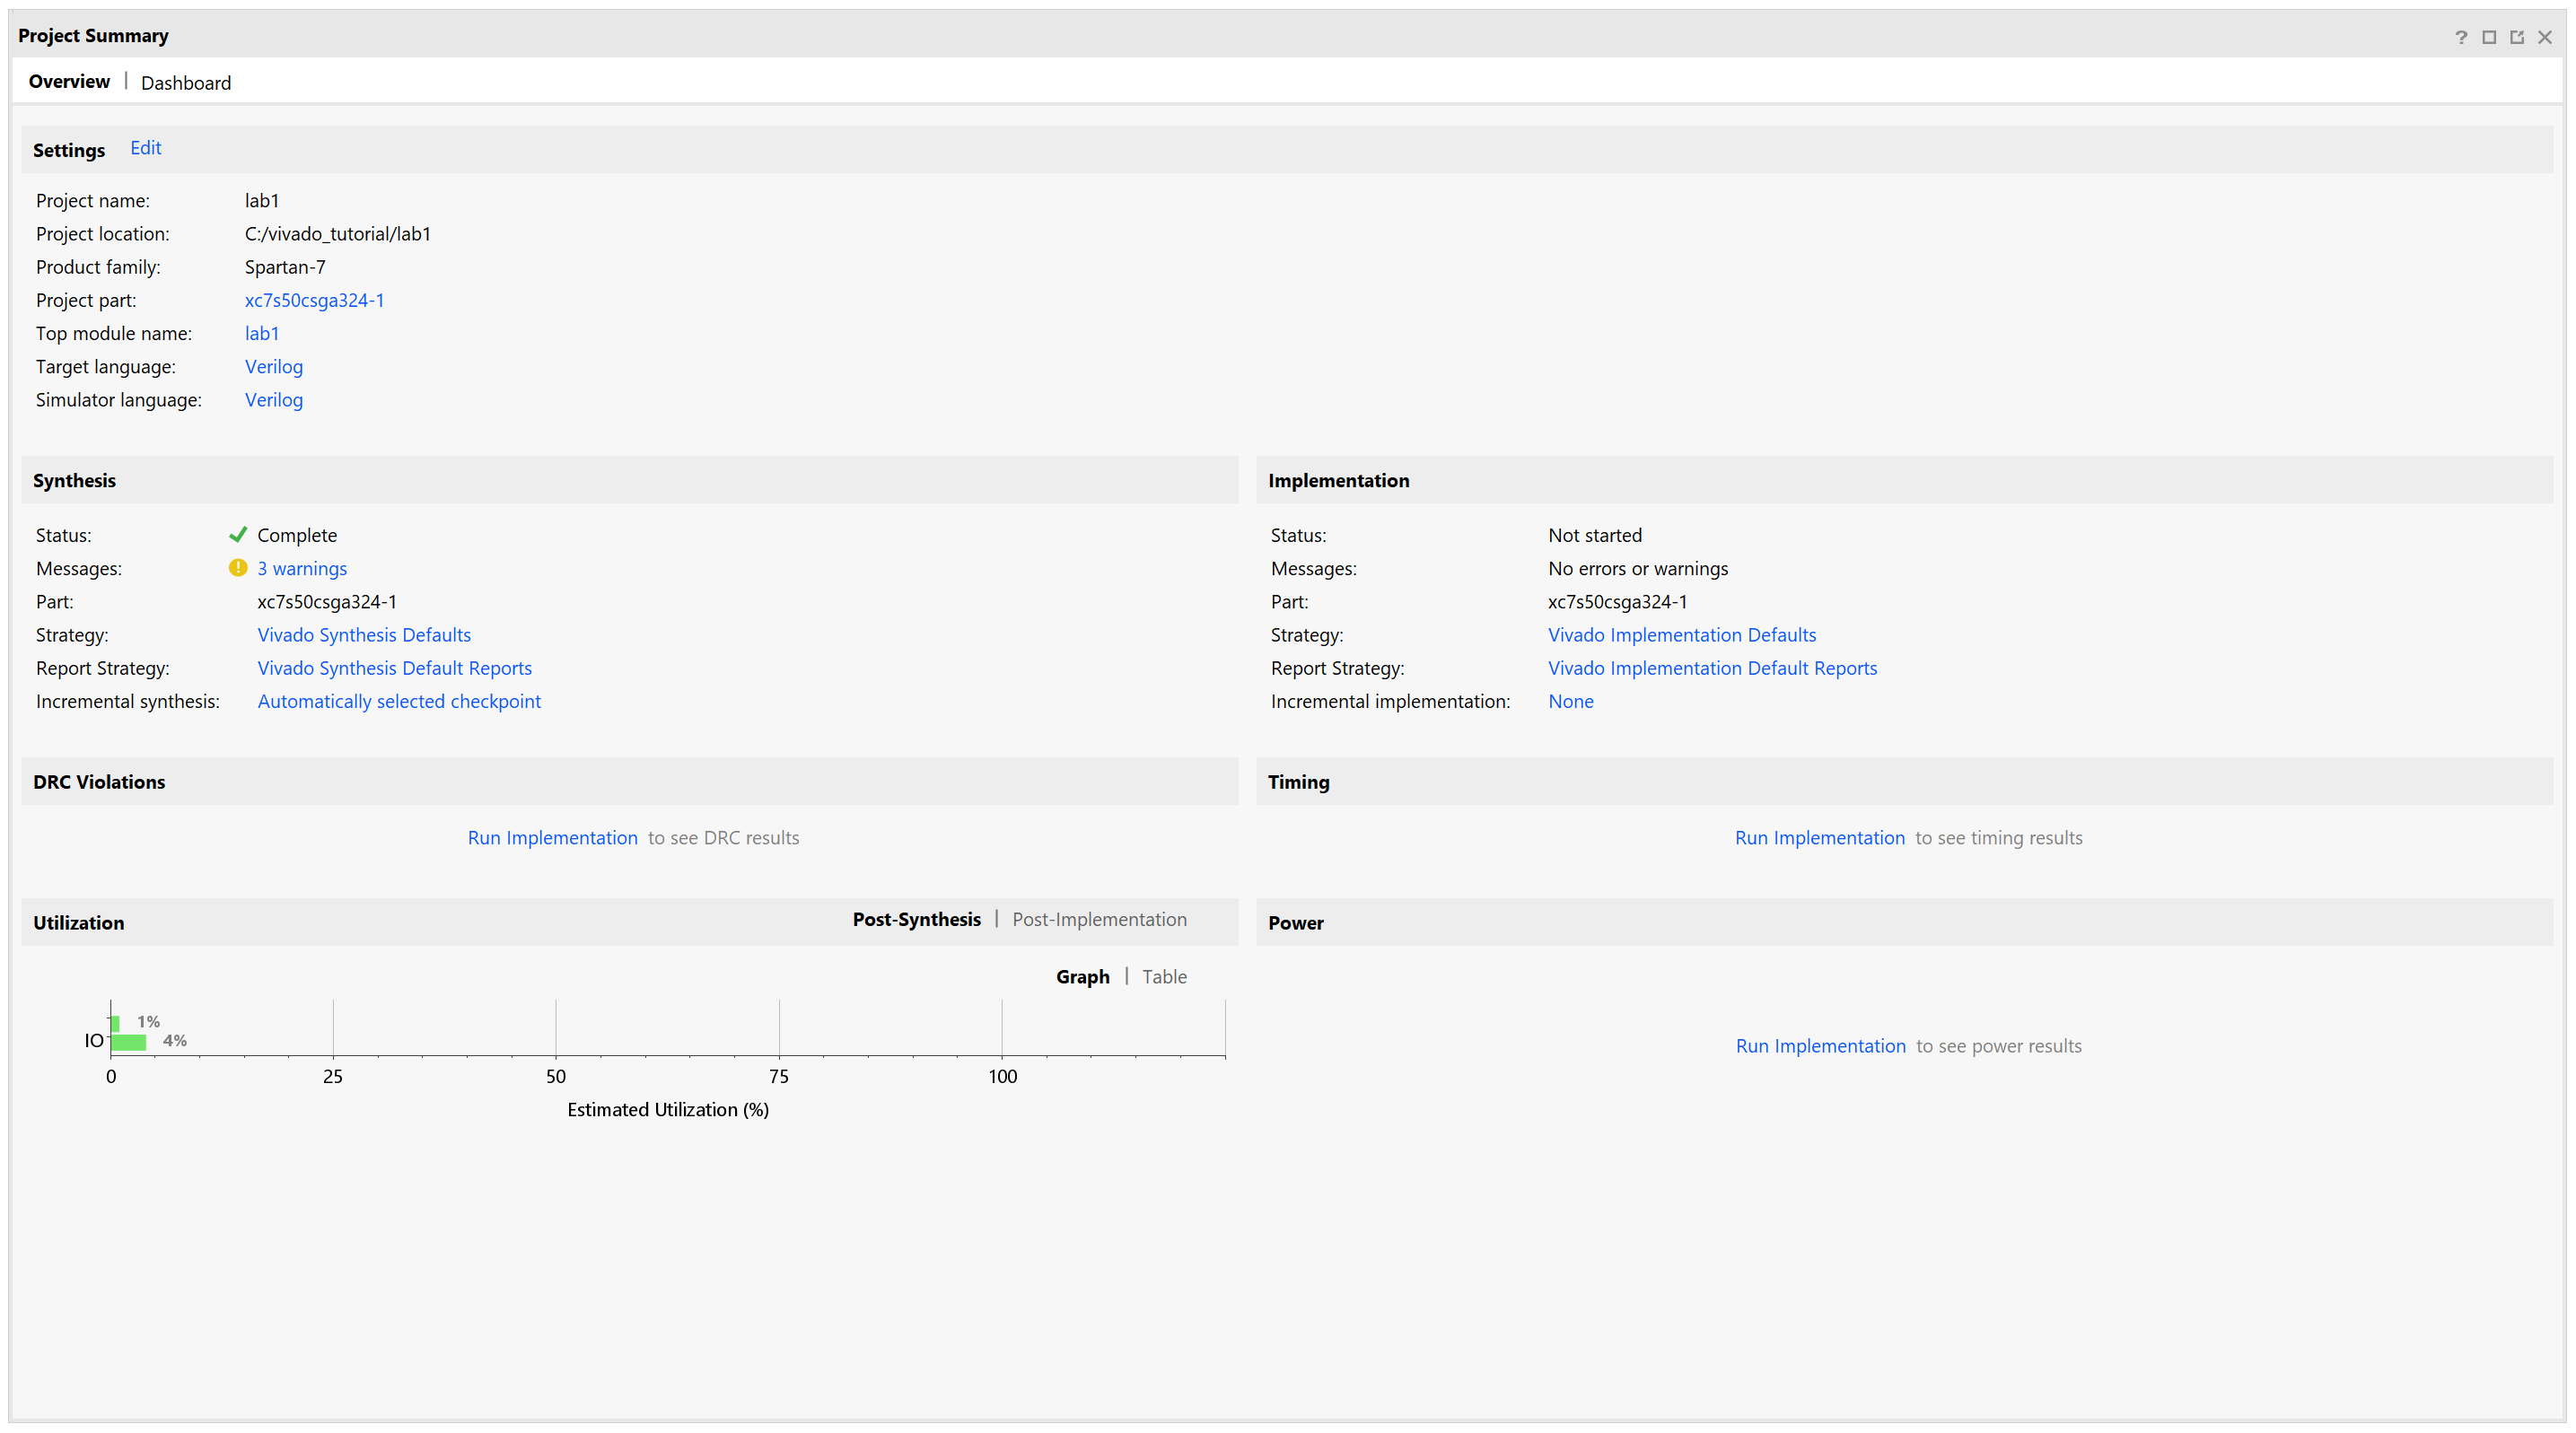 Project Summary
Overview | Dashboard
Settings Edit
Project name: lab1
Project location: C:/vivado_tutorial/lab1
Product family: Spartan-7
Project part: xc7s50csga324-1
Top module name: lab1
Target language: Verilog
Simulator language: Verilog
Synthesis
Status: Complete
Messages: 3 warnings
Part: xc7s50csga324-1
Strategy: Vivado Synthesis Defaults
Report Strategy: Vivado Synthesis Default Reports
Incremental synthesis: Automatically selected checkpoint
Implementation
Status: Not started
Messages: No errors or warnings
Part: xc7s50csga324-1
Strategy: Vivado Implementation Defaults
Report Strategy: Vivado Implementation Default Reports
Incremental implementation: None
DRC Violations
Run Implementation to see DRC results
Timing
Run Implementation to see timing results
Utilization Post-Synthesis | Post-Implementation
Graph | Table
1%
IO 4%
0 25 50 75 100
Estimated Utilization (%)
Power
Run Implementation to see power results